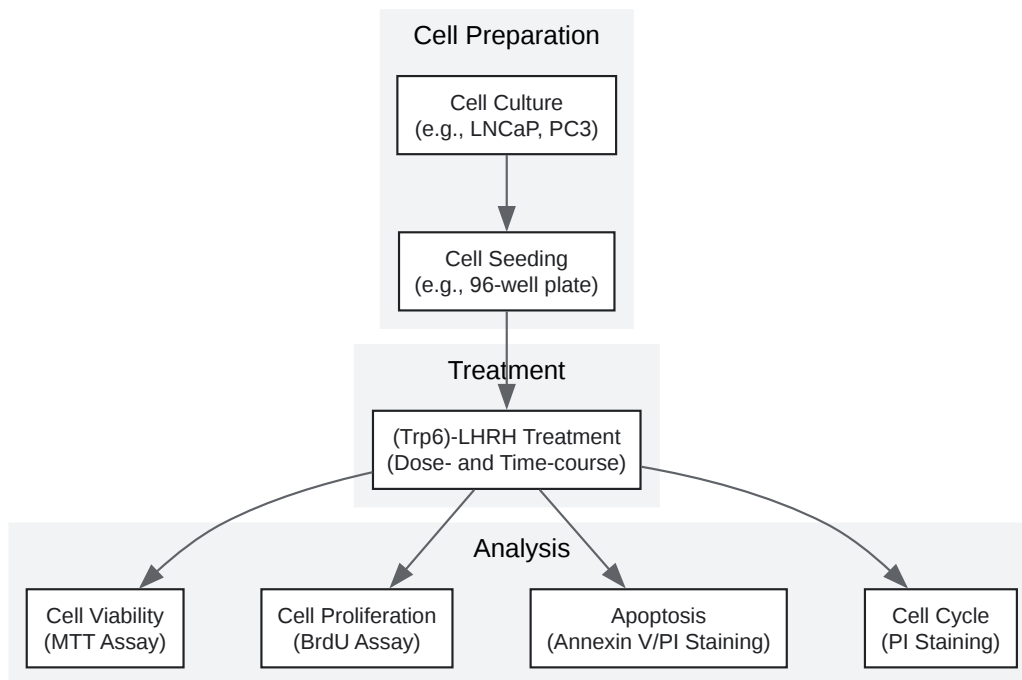 Cell Preparation
Cell Culture
(e.g., LNCaP, PC3)
Cell Seeding
(e.g., 96-well plate)
Treatment
(Trp6)-LHRH Treatment
(Dose- and Time-course)
Analysis
Cell Viability
(MTT Assay)
Cell Proliferation
(BrdU Assay)
Apoptosis
(Annexin V/PI Staining)
Cell Cycle
(PI Staining)